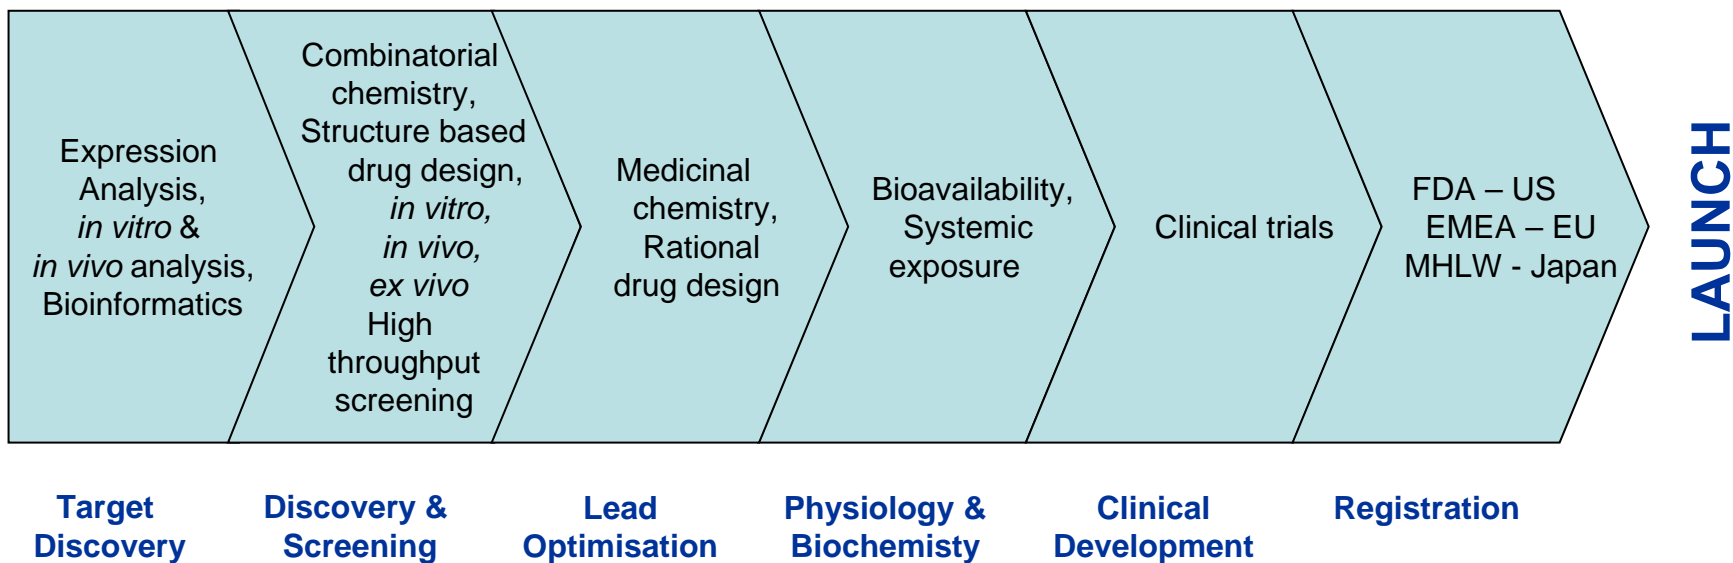 Expression
Analysis,
in vitro &
in vivo analysis,
Bioinformatics
Combinatorial
chemistry,
Structure based
drug design,
in vitro,
in vivo,
ex vivo
High
throughput
screening
Medicinal
chemistry,
Rational
drug design
Bioavailability,
Systemic
exposure
Clinical trials
FDA – US
EMEA – EU
MHLW - Japan
LAUNCH
Target
Discovery
Discovery &
Screening
Lead
Optimisation
Physiology &
Biochemisty
Clinical
Development
Registration